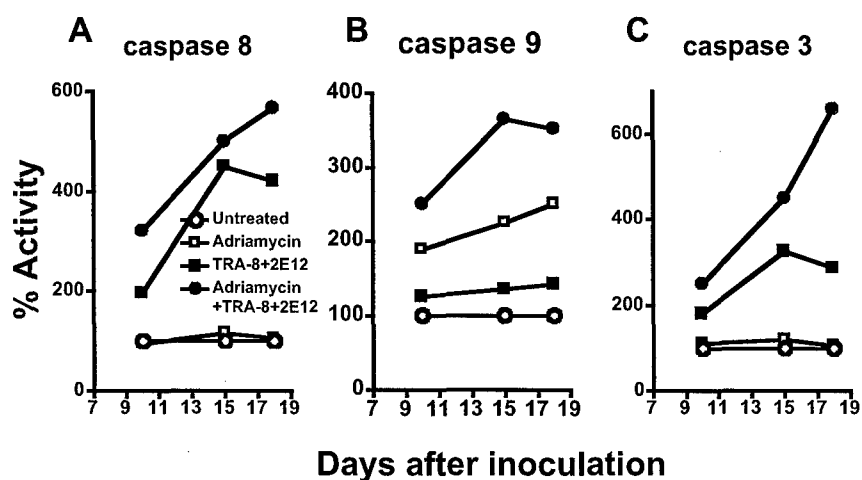 A caspase 8
B caspase 9
C caspase 3
% Activity
600
400
200
0
7 9 11 13 15 17 19
Untreated
Adriamycin
TRA-8+2E12
Adriamycin
+TRA-8+2E12
400
300
200
100
0
7 9 11 13 15 17 19
600
400
200
0
7 9 11 13 15 17 19
Days after inoculation